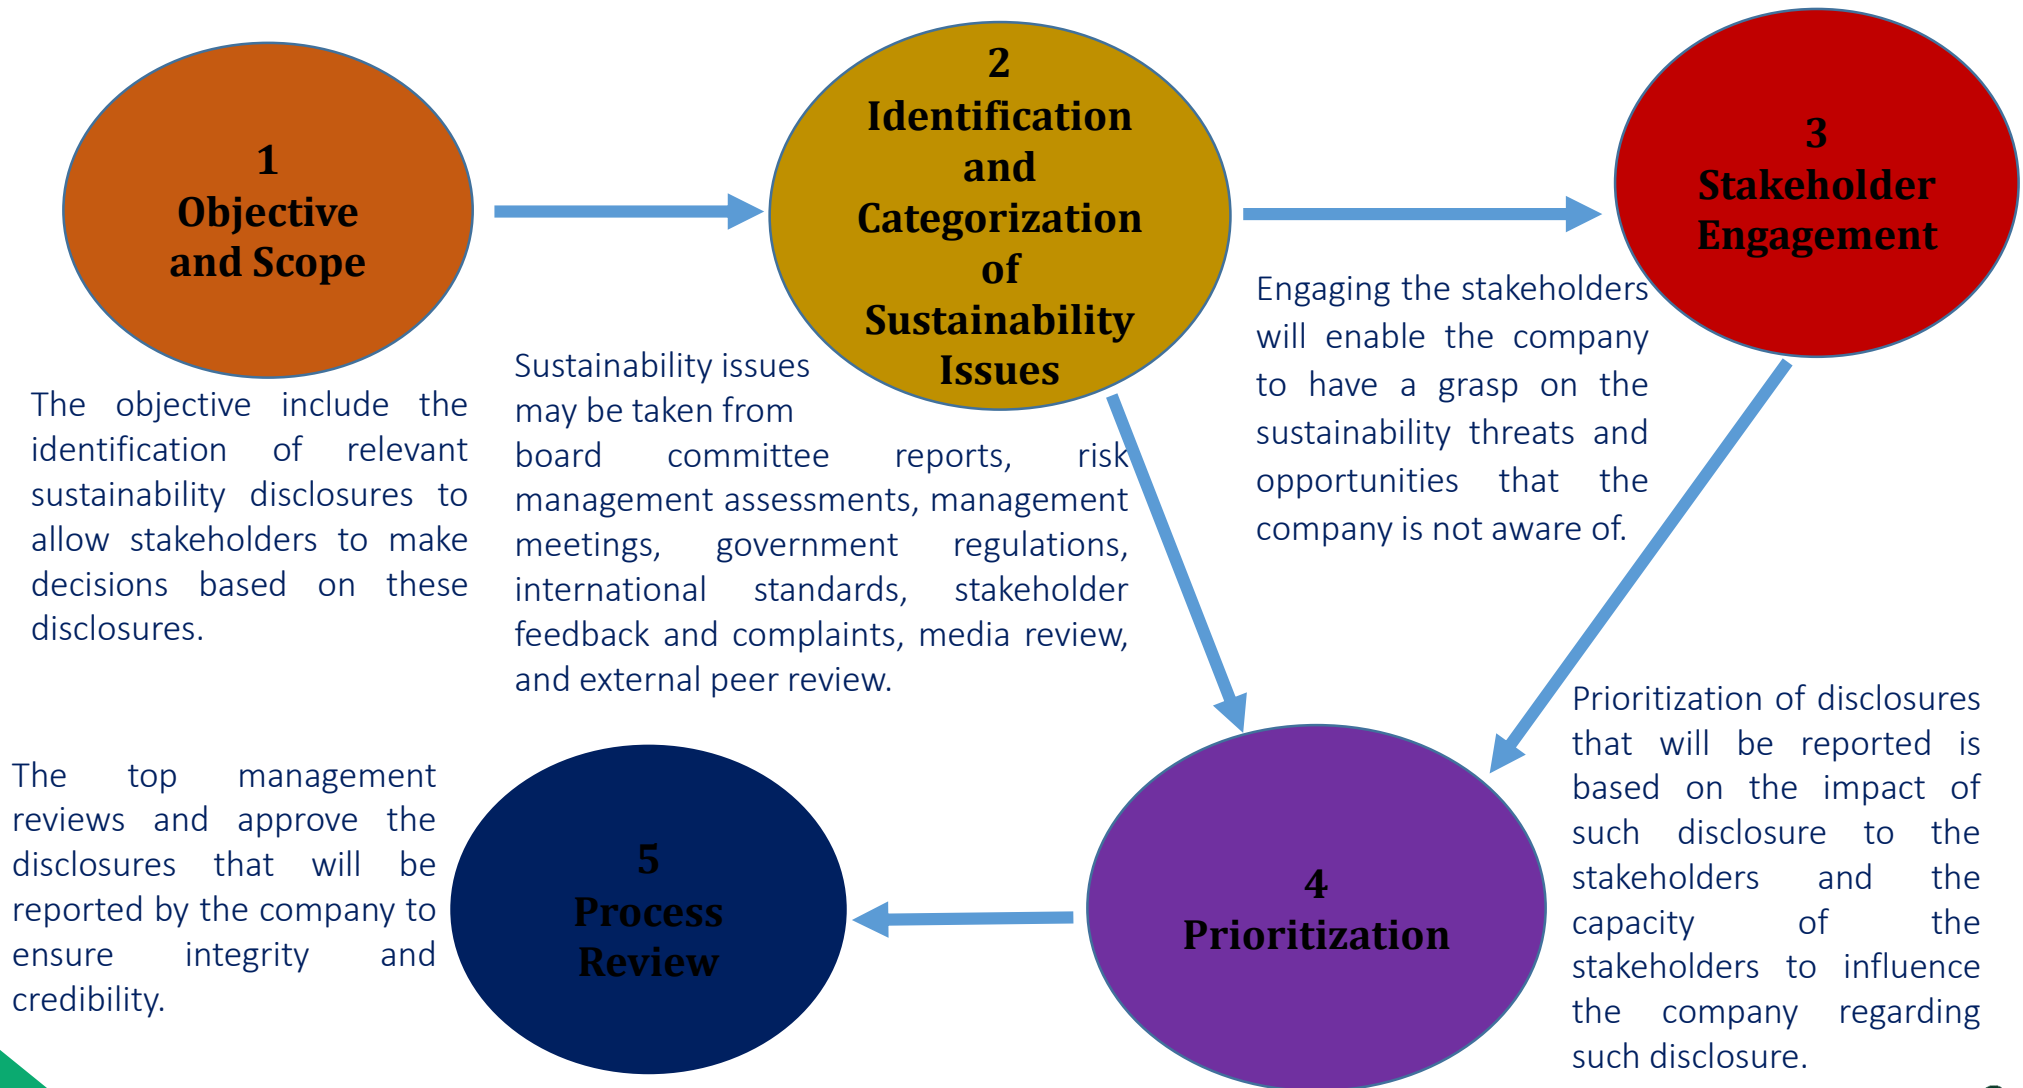 1
Objective
and Scope
The objective include the
identification of relevant
sustainability disclosures to
allow stakeholders to make
decisions based on these
disclosures.
2
Identification
and
Categorization
of
Sustainability
Issues
Sustainability issues
may be taken from
board committee reports, risk
management assessments, management
meetings, government regulations,
international standards, stakeholder
feedback and complaints, media review,
and external peer review.
3
Stakeholder
Engagement
Engaging the stakeholders
will enable the company
to have a grasp on the
sustainability threats and
opportunities that the
company is not aware of.
4
Prioritization
Prioritization of disclosures
that will be reported is
based on the impact of
such disclosure to the
stakeholders and the
capacity of the
stakeholders to influence
the company regarding
such disclosure.
5
Process
Review
The top management
reviews and approve the
disclosures that will be
reported by the company to
ensure integrity and
credibility.